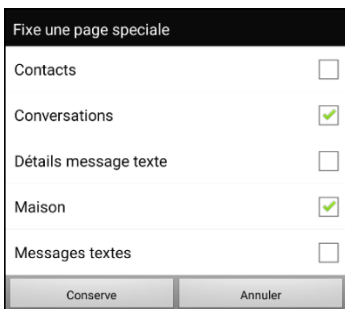 Fixe une page speciale
Contacts
Conversations
Détails message texte
Maison
Messages textes
Conserve Annuler